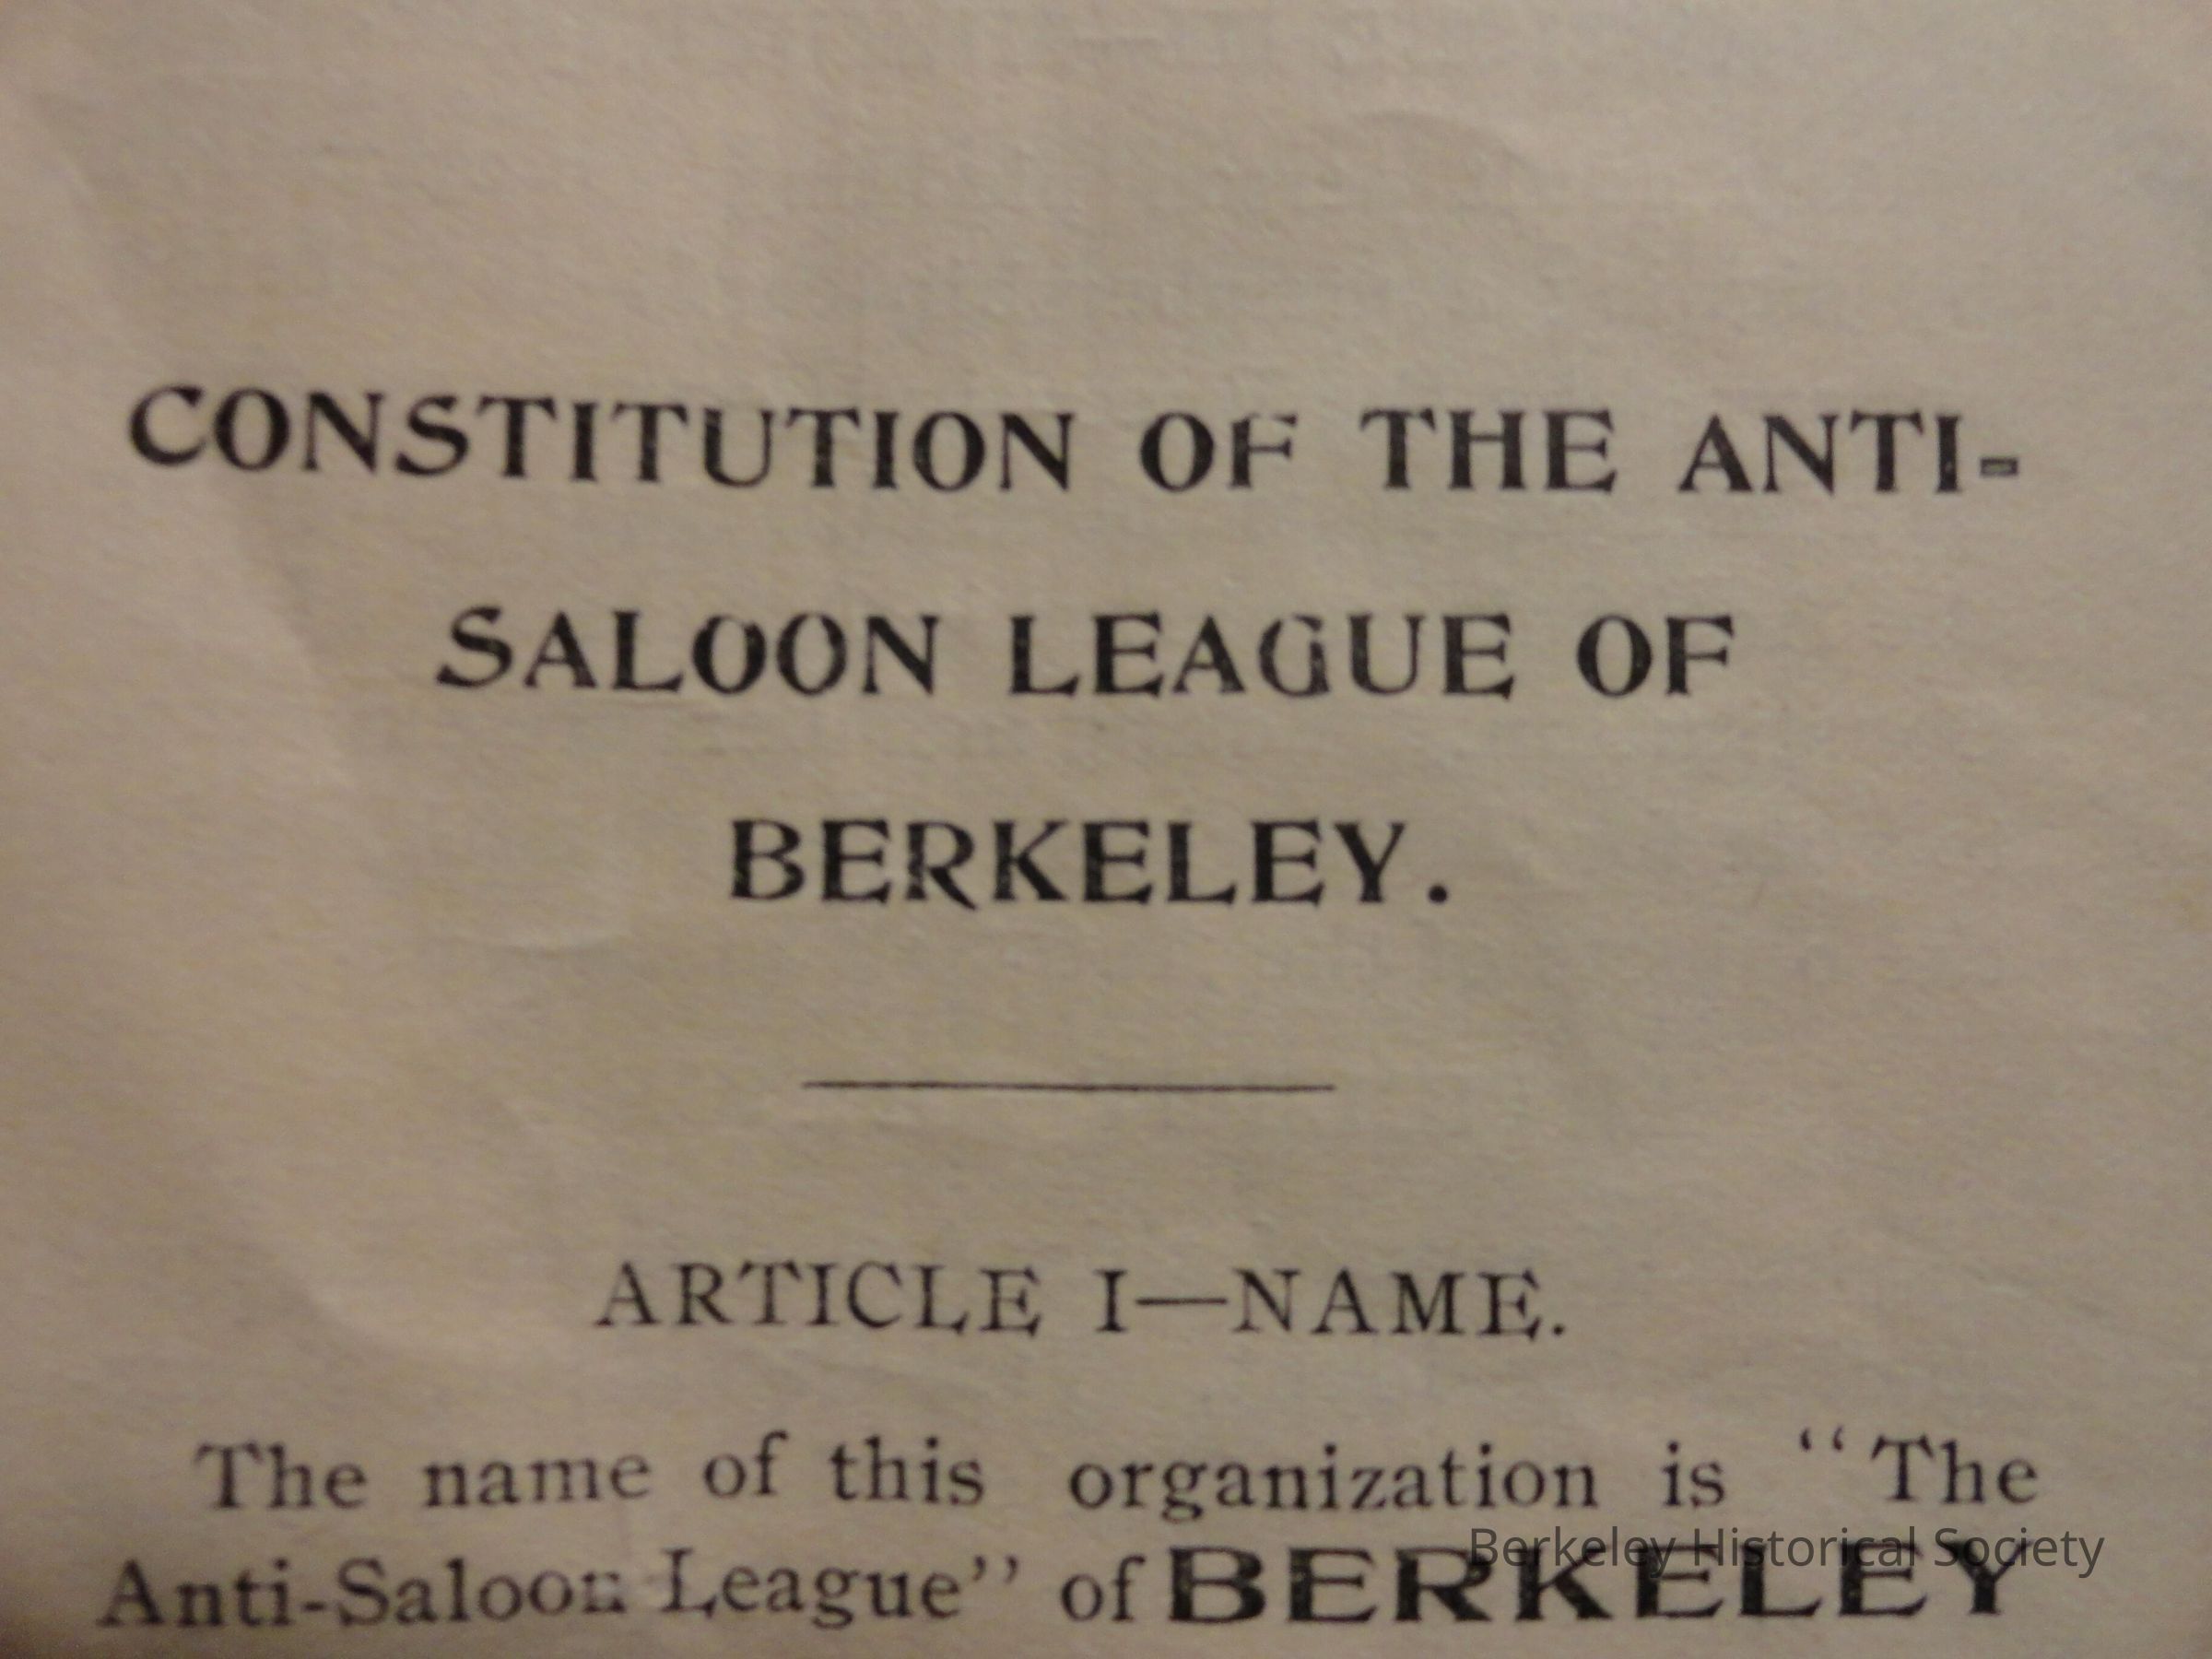 CONSTITUTION OF THE ANTI-
SALOON LEAGUE OF
BERKELEY.
ARTICLE I—NAME.
The name of this organization is “The
Anti-Saloon League” of BERKELEY
Berkeley Historical Society